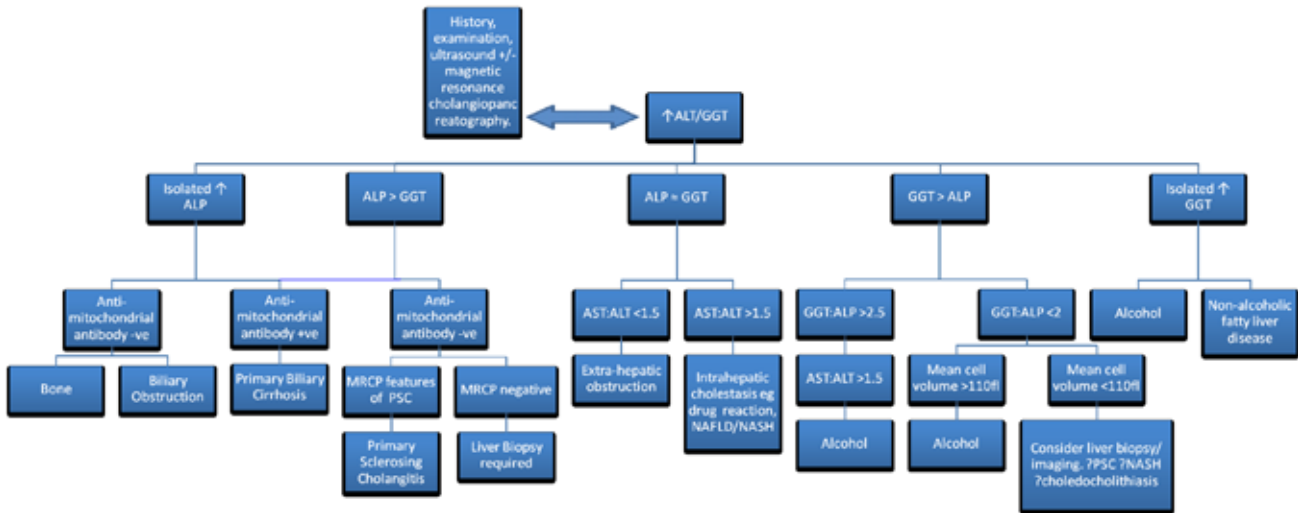 History,
examination,
ultrasound +/-
magnetic
resonance
cholangiopanc
reatography.
↑ALT/GGT
Isolated ↑
ALP
ALP > GGT
ALP = GGT
GGT > ALP
Isolated ↑
GGT
Anti-
mitochondrial
antibody -ve
Anti-
mitochondrial
antibody +ve
Anti-
mitochondrial
antibody -ve
AST:ALT <1.5
AST:ALT >1.5
GGT:ALP >2.5
GGT:ALP <2
Alcohol
Non-alcoholic
fatty liver
disease
Bone
Biliary
Obstruction
Primary Biliary
Cirrhosis
MRCP features
of PSC
MRCP negative
Extra-hepatic
obstruction
Intrahepatic
cholestasis eg
drug reaction,
NAFLD/NASH
AST:ALT >1.5
Mean cell
volume >110fl
Mean cell
volume <110fl
Primary
Sclerosing
Cholangitis
Liver Biopsy
required
Alcohol
Alcohol
Consider liver biopsy/
imaging. ?PSC ?NASH
?choledocholithiasis